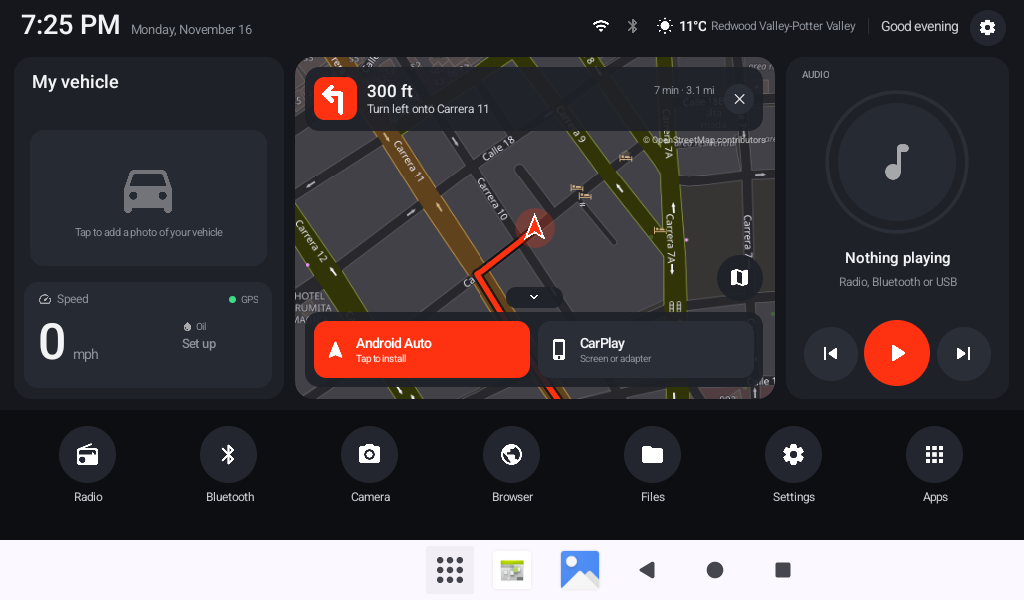 7:25 PM
Monday, November 16
11°C
Redwood Valley-Potter Valley
Good evening
My vehicle
Tap to add a photo of your vehicle
Speed
GPS
0
mph
Oil
Set up
300 ft
Turn left onto Carrera 11
7 min · 3.1 mi
© OpenStreetMap contributors
Calle 18
Carrera 9
Carrera 7A
Carrera 11
Carrera 10
Carrera 12
Carrera 7A
Carrera 7
HOTEL
Android Auto
Tap to install
CarPlay
Screen or adapter
AUDIO
Nothing playing
Radio, Bluetooth or USB
Radio
Bluetooth
Camera
Browser
Files
Settings
Apps